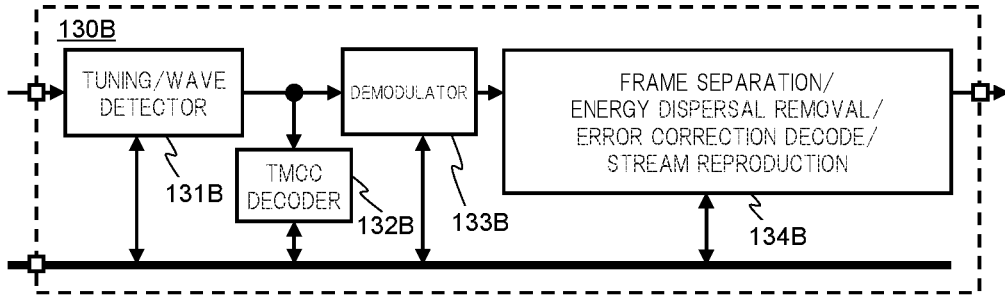 130B
TUNING/WAVE
DETECTOR
131B
TMCC
DECODER
132B
DEMODULATOR
133B
FRAME SEPARATION/
ENERGY DISPERSAL REMOVAL/
ERROR CORRECTION DECODE/
STREAM REPRODUCTION
134B